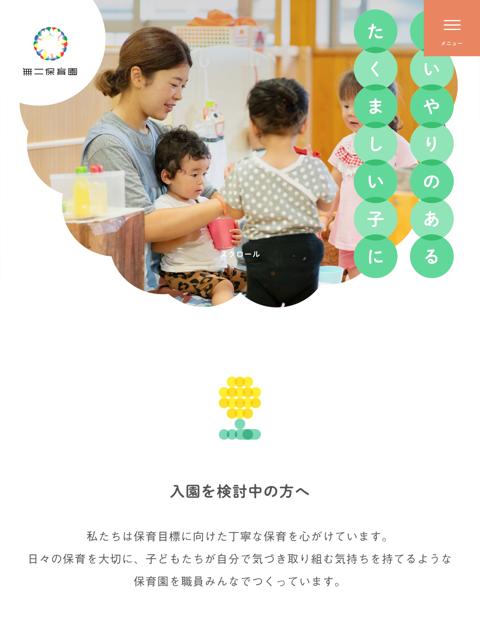 無二保育園
メニュー
いやりのある
たくましい子に
スクロール
入園を検討中の方へ
私たちは保育目標に向けた丁寧な保育を心がけています。
日々の保育を大切に、子どもたちが自分で気づき取り組む気持ちを持てるような
保育園を職員みんなでつくっています。